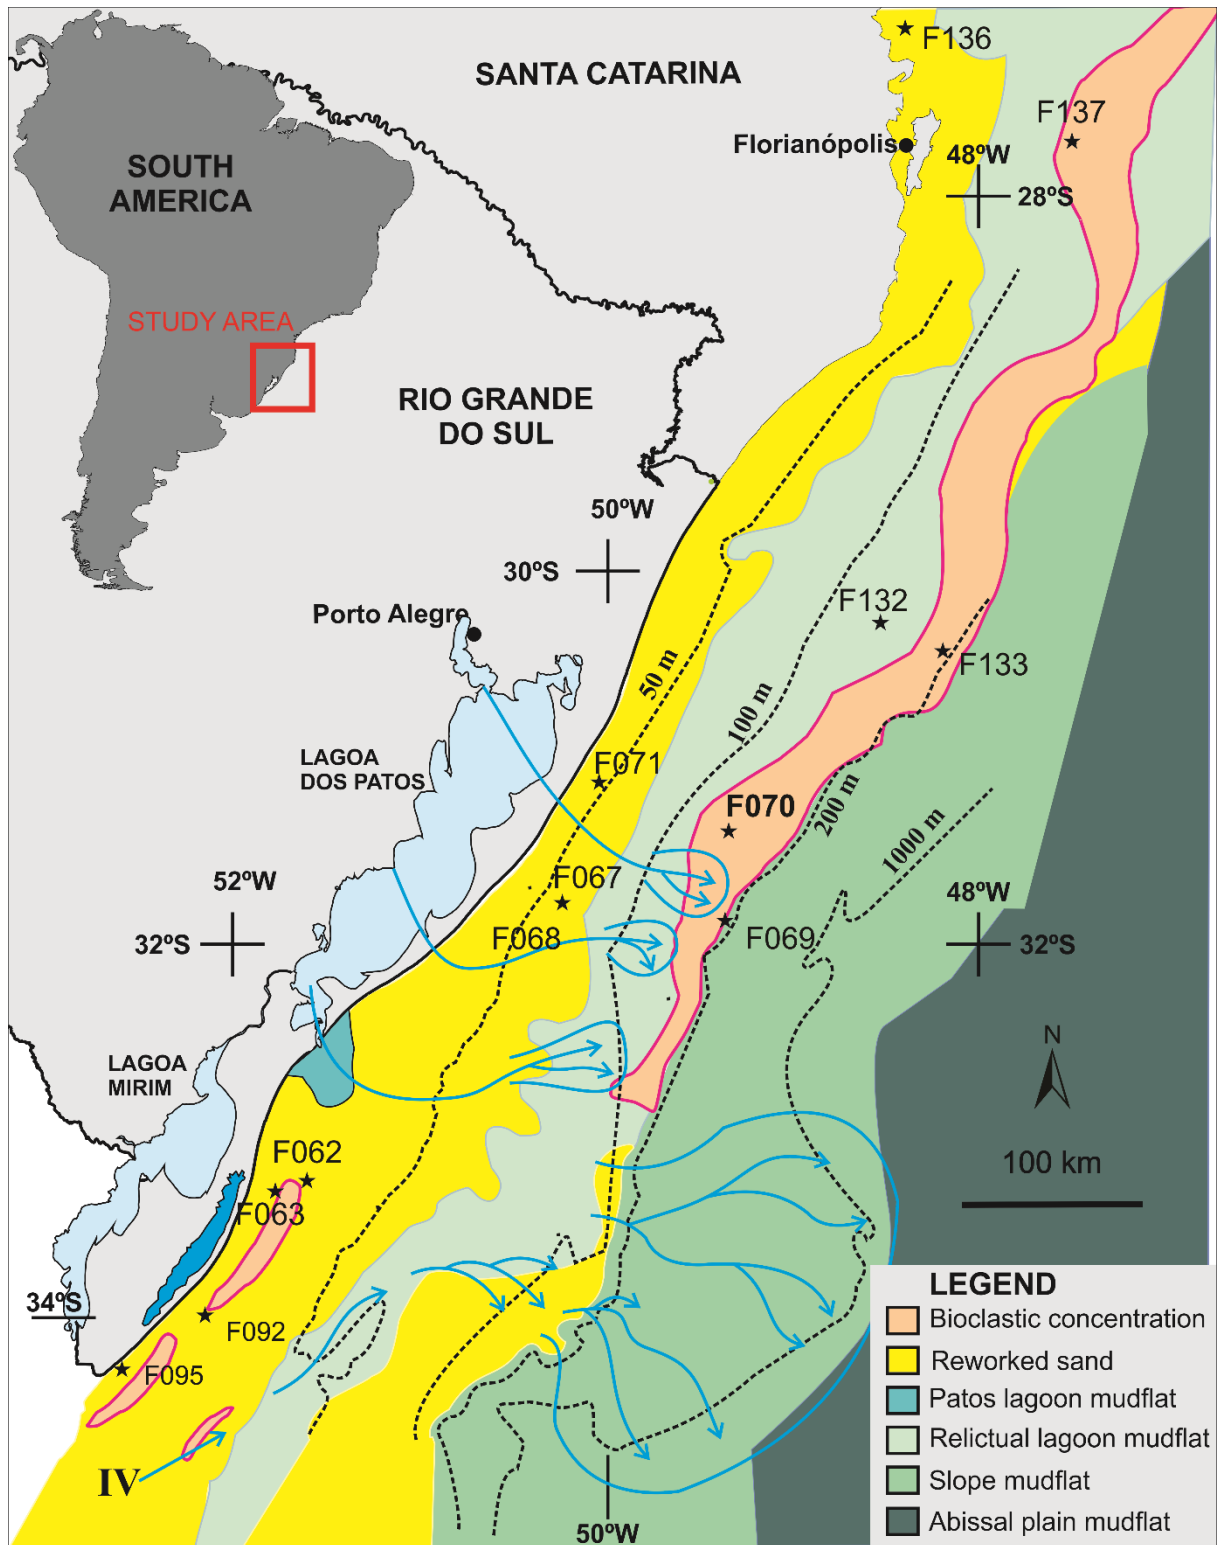 F136
SANTA CATARINA
F137
Florianópolis
48ºW
28ºS
SOUTH
AMERICA
STUDY AREA
RIO GRANDE
DO SUL
50ºW
30ºS
F132
Porto Alegre
F133
50 m
100 m
LAGOA
DOS PATOS
F071
F070
200 m
1000 m
52ºW
F067
48ºW
32ºS
F068
F069
32ºS
N
LAGOA
MIRIM
100 km
F062
F063
34ºS
F092
F095
IV
50ºW
LEGEND
Bioclastic concentration
Reworked sand
Patos lagoon mudflat
Relictual lagoon mudflat
Slope mudflat
Abissal plain mudflat